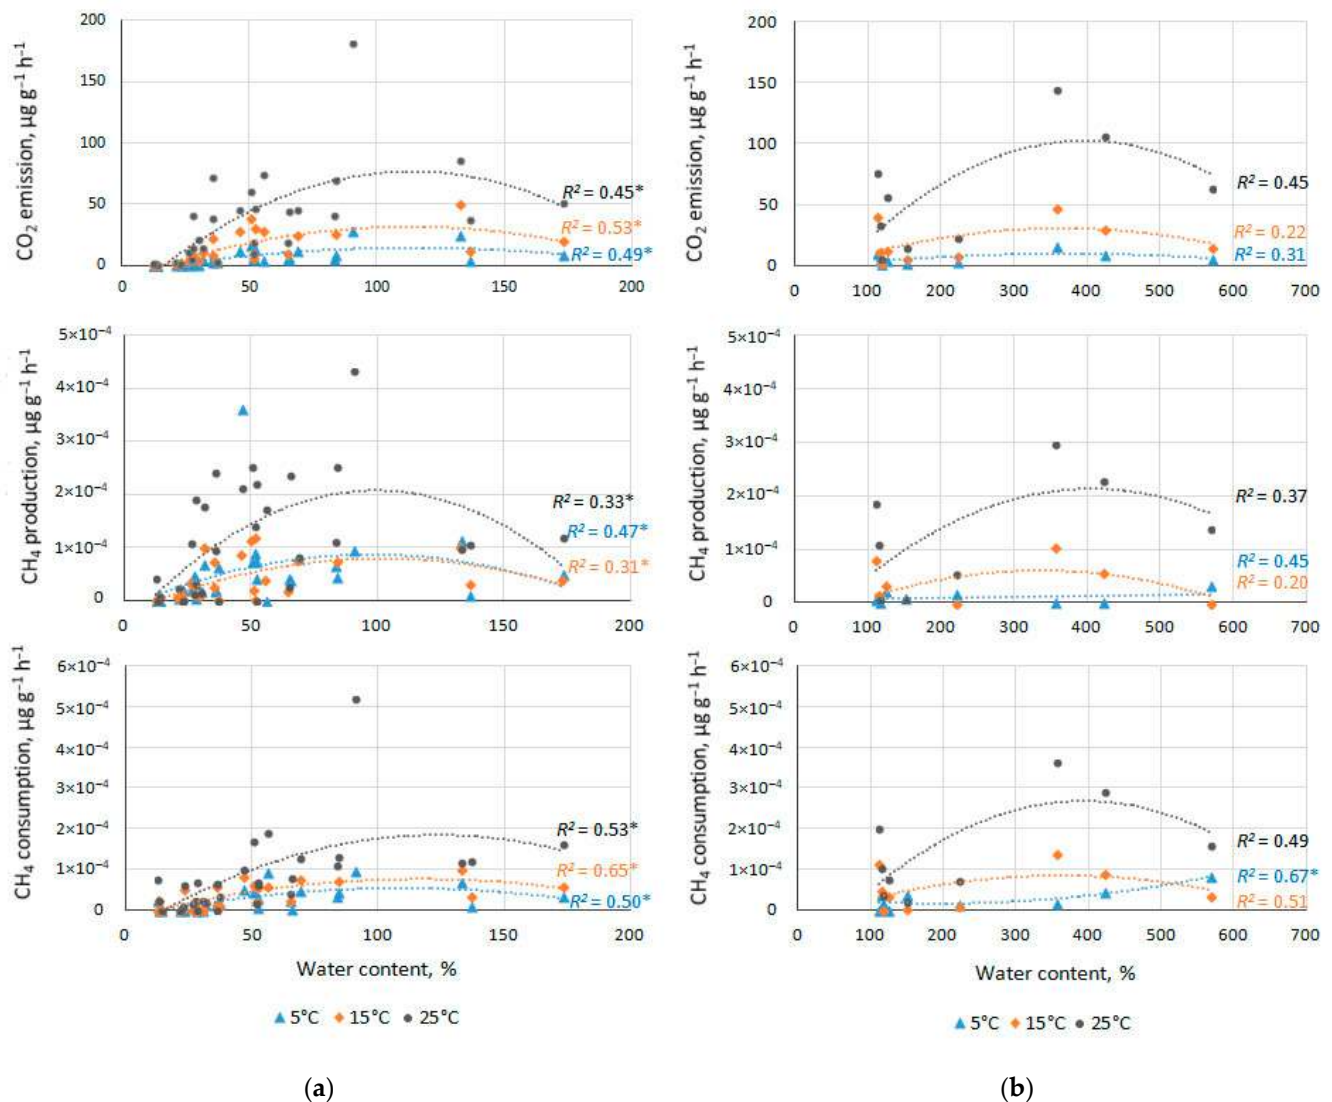 CO₂ emission, µg g⁻¹ h⁻¹
200
150
100
50
0
R² = 0.45*
R² = 0.53*
R² = 0.49*
0 50 100 150 200
CO₂ emission, µg g⁻¹ h⁻¹
200
150
100
50
0
R² = 0.45
R² = 0.22
R² = 0.31
0 100 200 300 400 500 600 700
CH₄ production, µg g⁻¹ h⁻¹
5×10⁻⁴
4×10⁻⁴
3×10⁻⁴
2×10⁻⁴
1×10⁻⁴
0
R² = 0.33*
R² = 0.47*
R² = 0.31*
0 50 100 150 200
CH₄ production, µg g⁻¹ h⁻¹
5×10⁻⁴
4×10⁻⁴
3×10⁻⁴
2×10⁻⁴
1×10⁻⁴
0
R² = 0.37
R² = 0.45
R² = 0.20
0 100 200 300 400 500 600 700
CH₄ consumption, µg g⁻¹ h⁻¹
6×10⁻⁴
5×10⁻⁴
4×10⁻⁴
3×10⁻⁴
2×10⁻⁴
1×10⁻⁴
0
R² = 0.53*
R² = 0.65*
R² = 0.50*
0 50 100 150 200
Water content, %
5°C 15°C 25°C
(a)
CH₄ consumption, µg g⁻¹ h⁻¹
6×10⁻⁴
5×10⁻⁴
4×10⁻⁴
3×10⁻⁴
2×10⁻⁴
1×10⁻⁴
0
R² = 0.49
R² = 0.67*
R² = 0.51
0 100 200 300 400 500 600 700
Water content, %
5°C 15°C 25°C
(b)